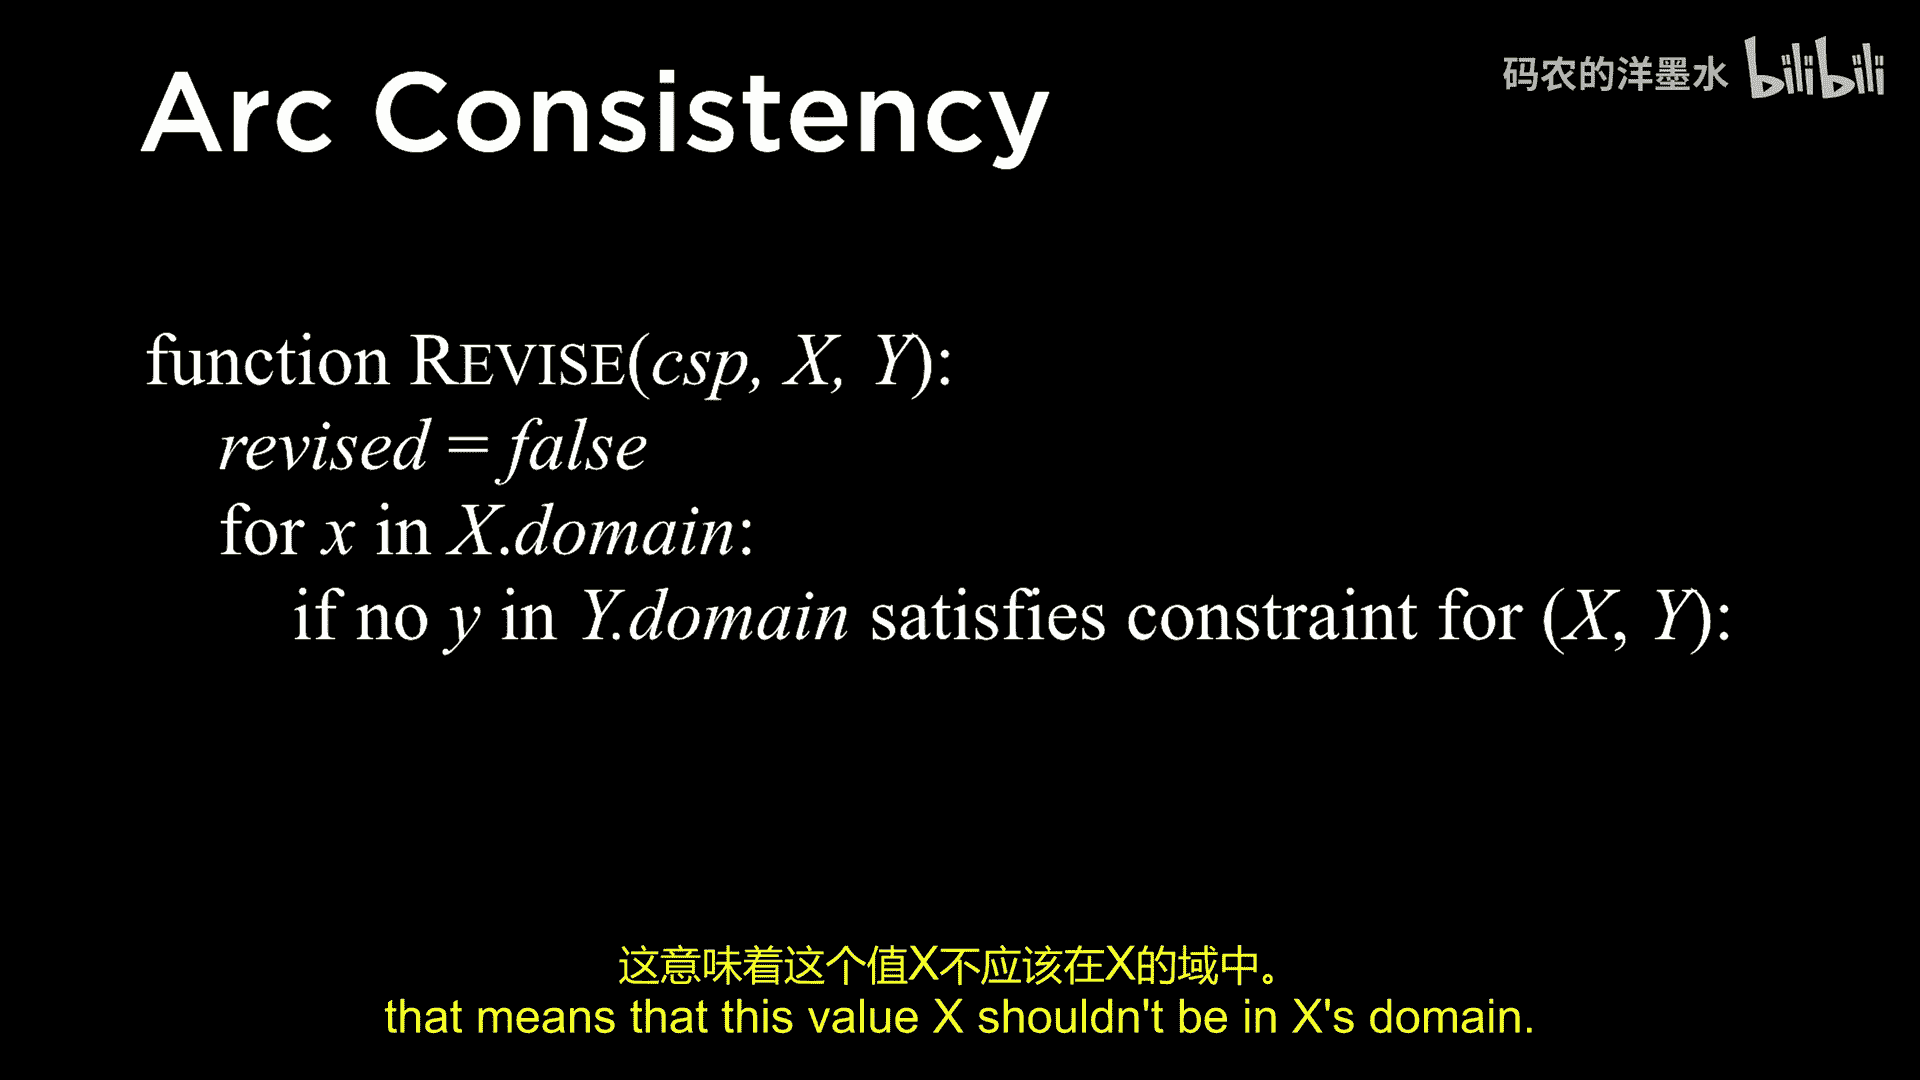 码农的洋墨水 bilibili
Arc Consistency
function REVISE(csp, X, Y):
revised = false
for x in X.domain:
if no y in Y.domain satisfies constraint for (X, Y):
这意味着这个值X不应该在X的域中。
that means that this value X shouldn't be in X's domain.